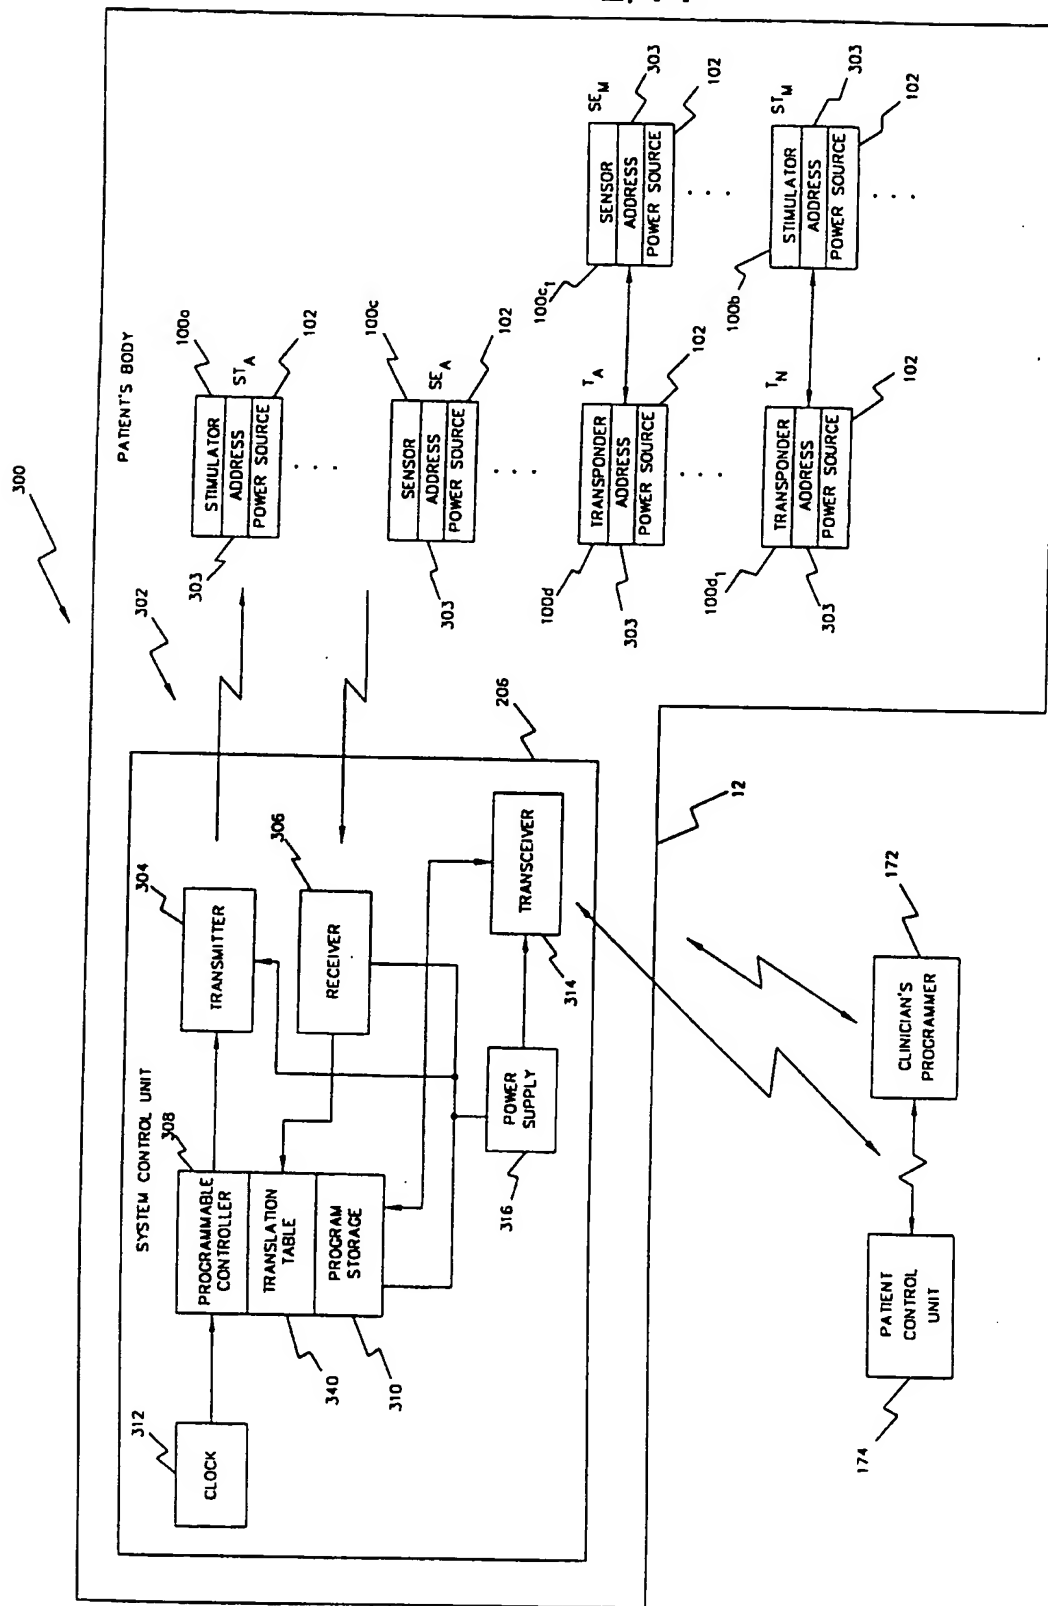 300
302
PATIENT'S BODY
SYSTEM CONTROL UNIT
312
CLOCK
308
PROGRAMMABLE
CONTROLLER
TRANSLATION
TABLE
PROGRAM
STORAGE
340
310
304
TRANSMITTER
306
RECEIVER
POWER
SUPPLY
316
TRANSCEIVER
314
206
STIMULATOR
ADDRESS
POWER SOURCE
100a
ST_A
102
303
. . .
SENSOR
ADDRESS
POWER SOURCE
100c
SE_A
102
303
. . .
TRANSPONDER
ADDRESS
POWER SOURCE
100d
T_A
102
303
. . .
SENSOR
ADDRESS
POWER SOURCE
100c1
SE_M
303
102
. . .
TRANSPONDER
ADDRESS
POWER SOURCE
100d1
T_N
102
303
STIMULATOR
ADDRESS
POWER SOURCE
100b
ST_M
303
102
. . .
12
PATIENT
CONTROL
UNIT
174
CLINICIAN'S
PROGRAMMER
172